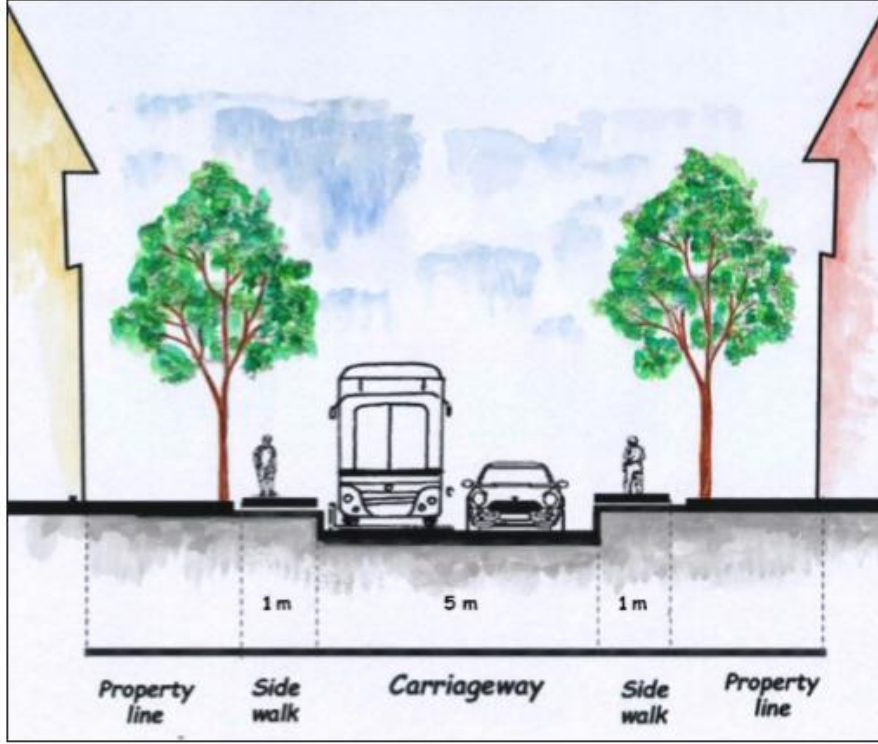 1 m
5 m
1 m
Property
line
Side
walk
Carriageway
Side
walk
Property
line